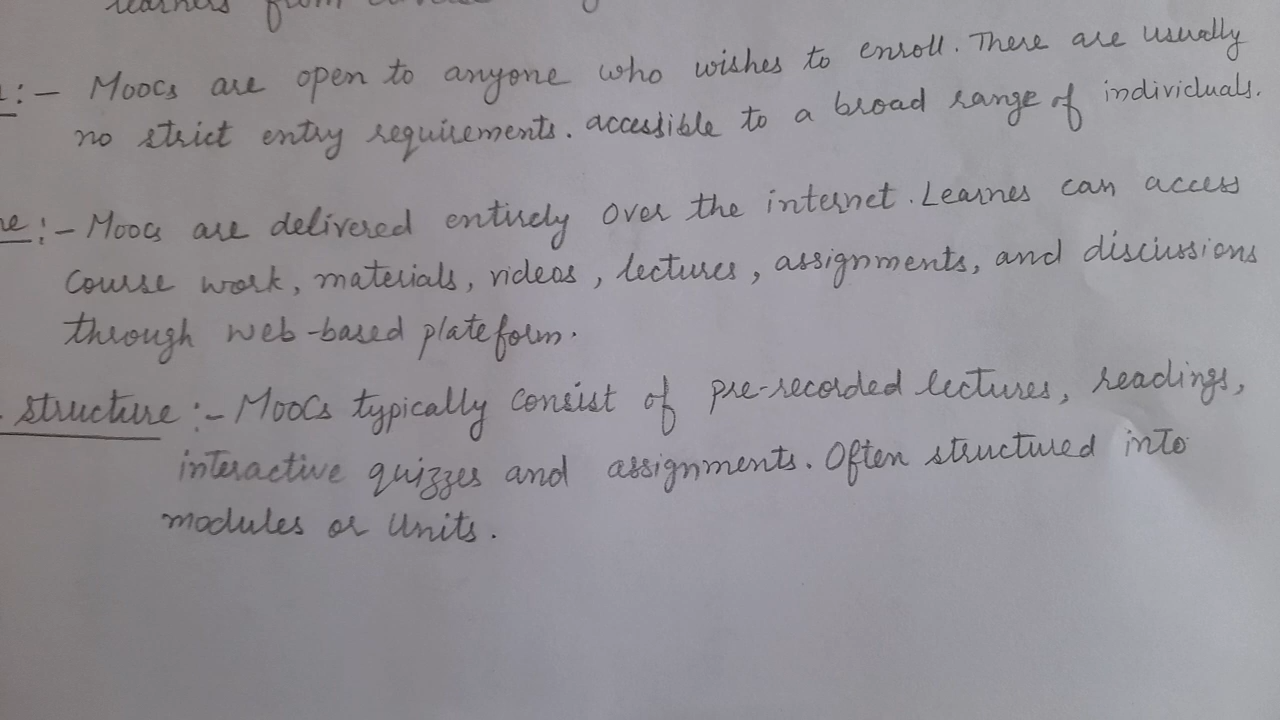 learners from
:- Moocs are open to anyone who wishes to enroll. There are usually
no strict entry requirements. accessible to a broad range of individuals.
:- Moocs are delivered entirely over the internet. Learnes can access
course work, materials, videos, lectures, assignments, and disciussions
through web-based plateform.
structure :- MOOCs typically consist of pre-recorded lectures, readings,
interactive quizzes and assignments. Often structured into
modules or Units.